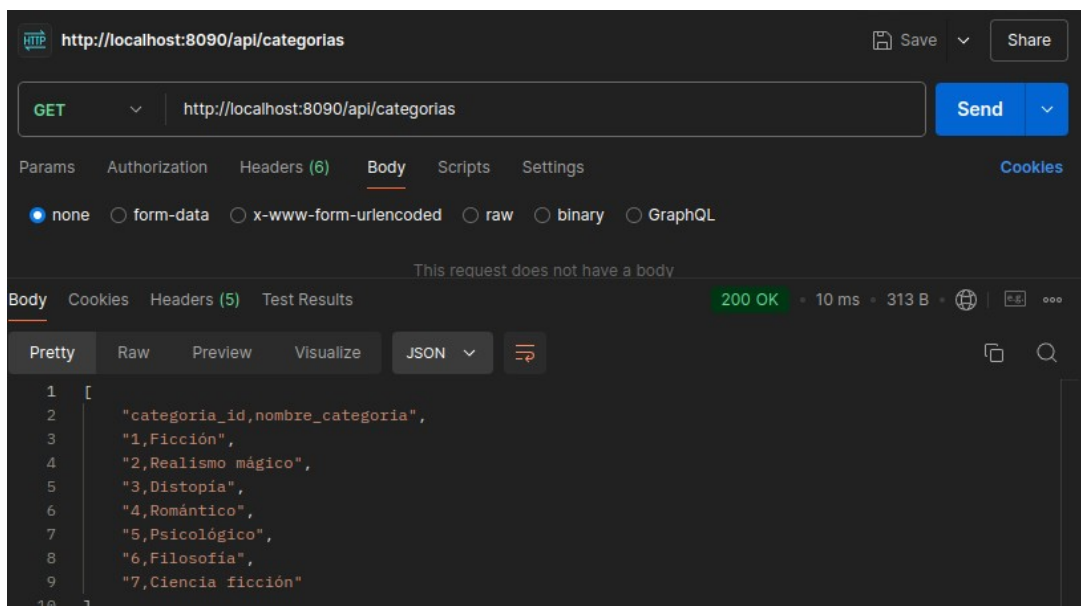 HTTP http://localhost:8090/api/categorias Save Share
GET http://localhost:8090/api/categorias Send
Params Authorization Headers (6) Body Scripts Settings Cookies
none form-data x-www-form-urlencoded raw binary GraphQL
This request does not have a body
Body Cookies Headers (5) Test Results 200 OK • 10 ms • 313 B • e.g. ooo
Pretty Raw Preview Visualize JSON
1 [
2 "categoria_id,nombre_categoria",
3 "1,Ficción",
4 "2,Realismo mágico",
5 "3,Distopía",
6 "4,Romántico",
7 "5,Psicológico",
8 "6,Filosofía",
9 "7,Ciencia ficción"
10 ]